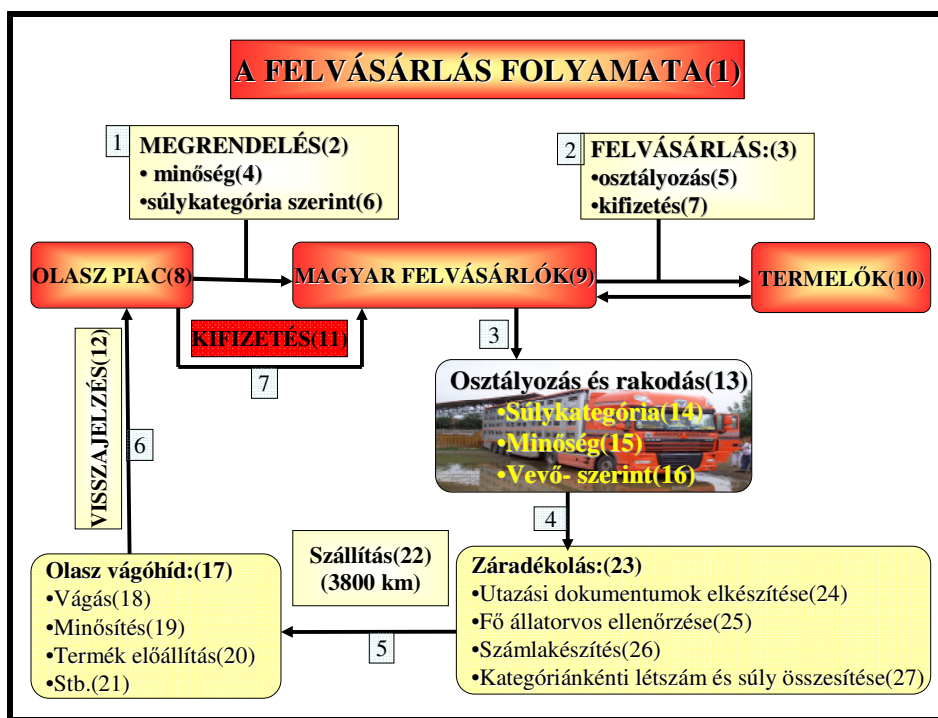 A FELVÁSÁRLÁS FOLYAMATA(1)
1
MEGRENDELÉS(2)
• minőség(4)
•súlykategória szerint(6)
2
FELVÁSÁRLÁS:(3)
•osztályozás(5)
•kifizetés(7)
OLASZ PIAC(8)
MAGYAR FELVÁSÁRLÓK(9)
TERMELŐK(10)
KIFIZETÉS(11)
7
3
VISSZAJELZÉS(12)
6
Osztályozás és rakodás(13)
•Súlykategória(14)
•Minőség(15)
•Vevő- szerint(16)
4
Olasz vágóhíd:(17)
•Vágás(18)
•Minősítés(19)
•Termék előállítás(20)
•Stb.(21)
Szállítás(22)
(3800 km)
5
Záradékolás:(23)
•Utazási dokumentumok elkészítése(24)
•Fő állatorvos ellenőrzése(25)
•Számlakészítés(26)
•Kategóriánkénti létszám és súly összesítése(27)